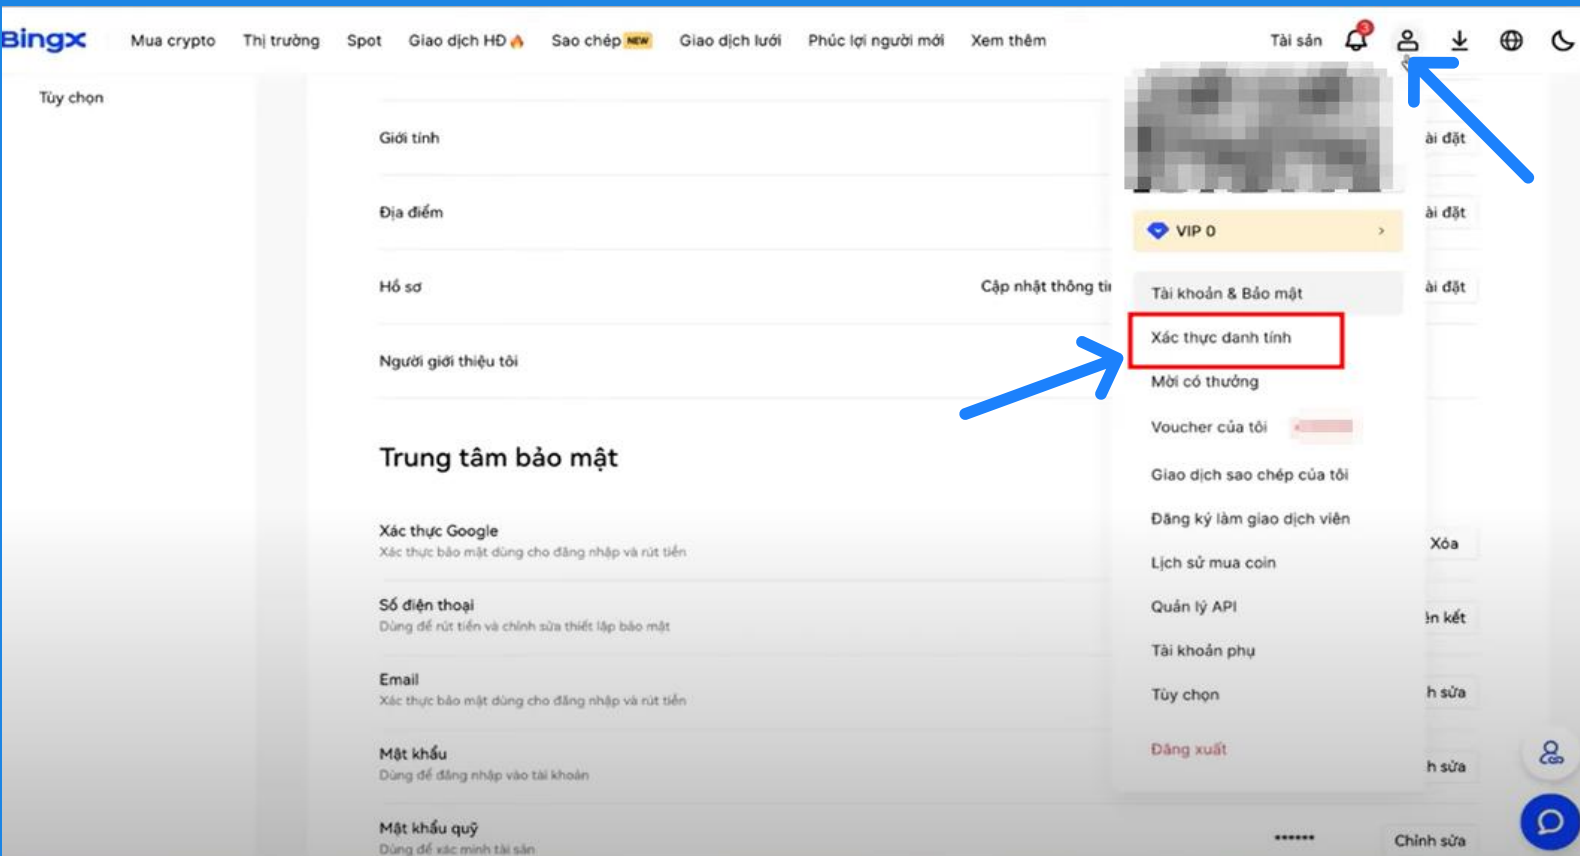 BingX Mua crypto Thị trường Spot Giao dịch HĐ Sao chép NEW Giao dịch lưới Phúc lợi người mới Xem thêm Tài sản 3
Tùy chọn
Giới tính
ài đặt
Địa điểm
ài đặt
VIP 0
Hồ sơ
Cập nhật thông tin
ài đặt
Tài khoản & Bảo mật
Xác thực danh tính
Người giới thiệu tôi
Mời có thưởng
Voucher của tôi
Trung tâm bảo mật
Giao dịch sao chép của tôi
Đăng ký làm giao dịch viên
Xác thực Google
Xác thực bảo mật dùng cho đăng nhập và rút tiền
Xóa
Lịch sử mua coin
Số điện thoại
Dùng để rút tiền và chỉnh sửa thiết lập bảo mật
Quản lý API
ên kết
Tài khoản phụ
Email
Xác thực bảo mật dùng cho đăng nhập và rút tiền
Tùy chọn
h sửa
Đăng xuất
Mật khẩu
Dùng để đăng nhập vào tài khoản
h sửa
Mật khẩu quỹ
Dùng để xác minh tài sản
******
Chỉnh sửa